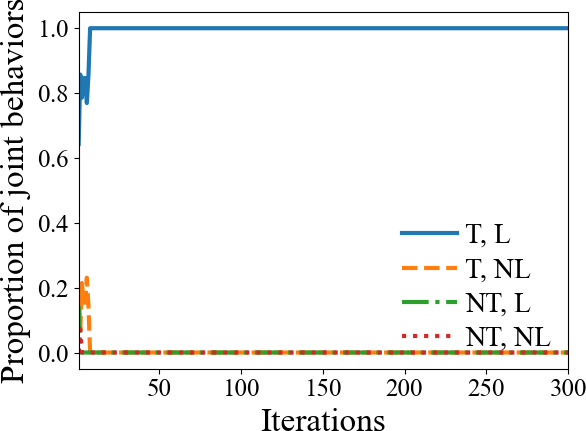 Proportion of joint behaviors
1.0
0.8
0.6
0.4
0.2
0.0
T, L
T, NL
NT, L
NT, NL
50 100 150 200 250 300
Iterations